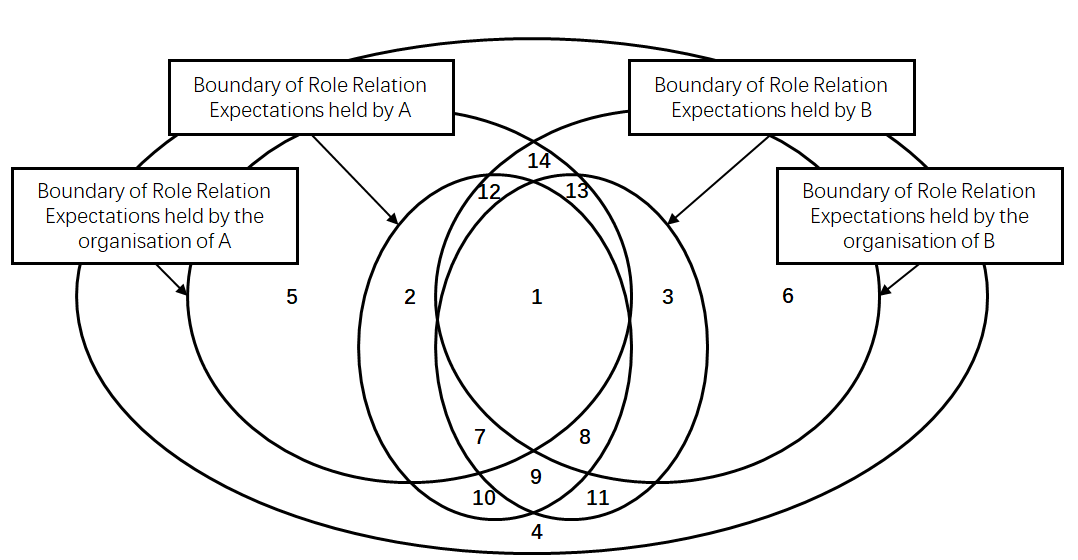 Boundary of Role Relation
Expectations held by A
Boundary of Role Relation
Expectations held by B
Boundary of Role Relation
Expectations held by the
organisation of A
Boundary of Role Relation
Expectations held by the
organisation of B
14
12
13
5
2
1
3
6
7
8
9
10
11
4